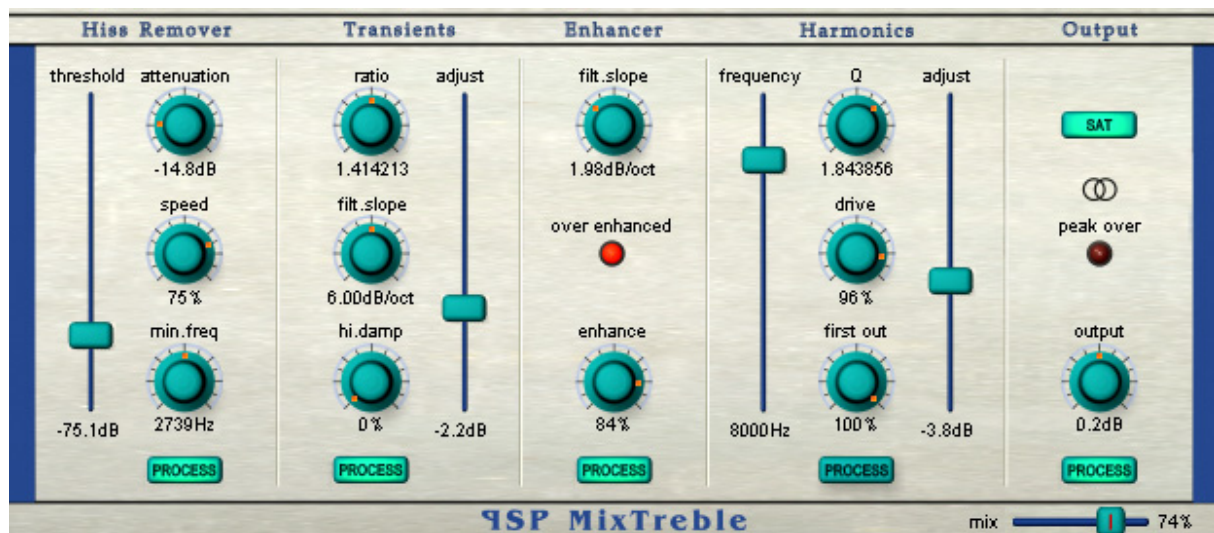 Hiss Remover
Transients
Enhancer
Harmonics
Output
threshold
attenuation
-14.8dB
speed
75%
min.freq
-75.1dB
2739Hz
PROCESS
ratio
adjust
1.414213
filt.slope
6.00dB/oct
hi.damp
0%
-2.2dB
PROCESS
filt.slope
1.98dB/oct
over enhanced
enhance
84%
PROCESS
frequency
Q
adjust
1.843856
drive
96%
first out
8000Hz
100%
-3.8dB
PROCESS
SAT
peak over
output
0.2dB
PROCESS
PSP MixTreble
mix
74%